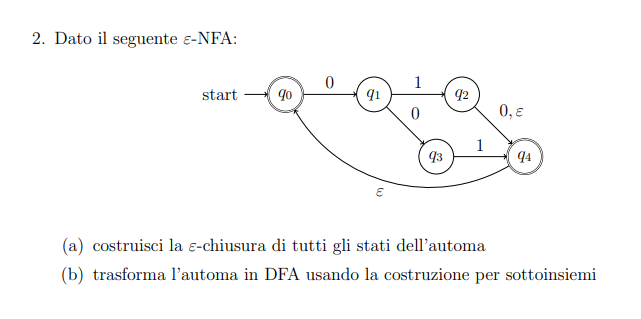 2. Dato il seguente ε-NFA:
start q0 0 q1 1 q2
0 0, ε
q3 1 q4
ε
(a) costruisci la ε-chiusura di tutti gli stati dell'automa
(b) trasforma l'automa in DFA usando la costruzione per sottoinsiemi